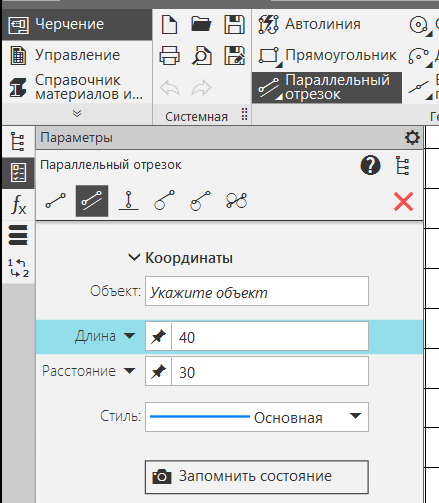 Черчение
Управление
Справочник
материалов и...
Системная
Автолиния
Прямоугольник
Параллельный
отрезок
Параметры
Параллельный отрезок
Координаты
Объект: Укажите объект
Длина 40
Расстояние 30
Стиль: Основная
Запомнить состояние